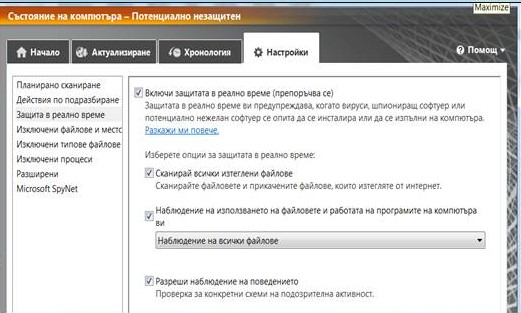 Maximize
Състояние на компютъра – Потенциално незащитен
Начало
Актуализиране
Хронология
Настройки
Помощ
Планирано сканиране
Действия по подразбиране
Защита в реално време
Изключени файлове и местс
Изключени типове файлове
Изключени процеси
Разширени
Microsoft SpyNet
Включи защитата в реално време (препоръчва се)
Защитата в реално време ви предупреждава, когато вируси, шпиониращ софтуер или
потенциално нежелан софтуер се опита да се инсталира или да се изпълни на компютъра.
Разкажи ми повече.
Изберете опции за защитата в реално време:
Сканирай всички изтеглени файлове
Сканирайте файловете и прикачените файлове, които изтеглятe от интернет.
Наблюдение на използването на файловете и работата на програмите на компютъра
ви
Наблюдение на всички файлове
Разреши наблюдение на поведението
Проверка за конкретни схеми на подозрителна активност.